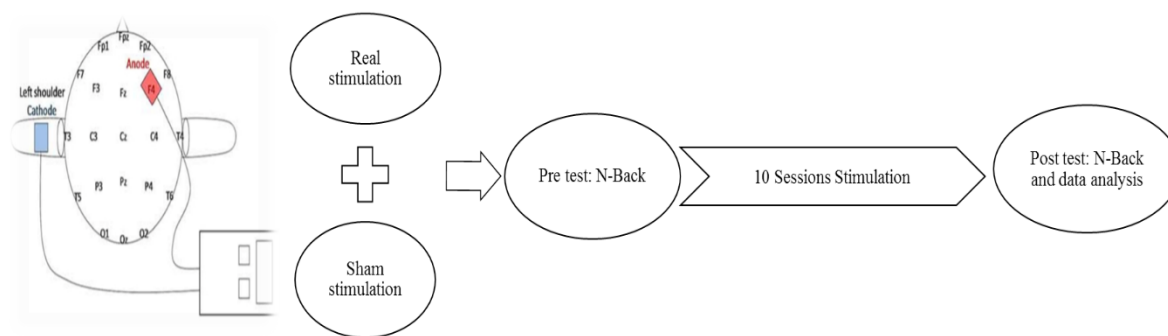 Fpz
Fp1 Fp2
Anode
F7 F8
F3 Fz F4
Left shoulder
Cathode
T3 C3 Cz C4 T4
P3 Pz P4
T5 T6
O1 Oz O2
Real
stimulation
Sham
stimulation
Pre test: N-Back
10 Sessions Stimulation
Post test: N-Back
and data analysis